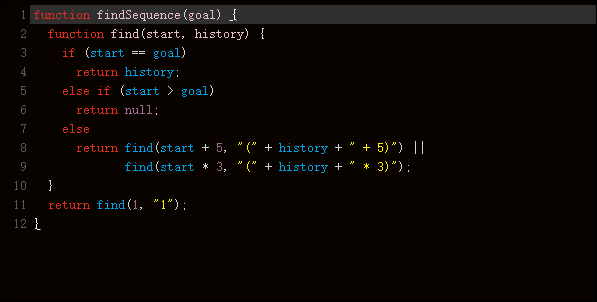 1 function findSequence(goal) {
2 function find(start, history) {
3 if (start == goal)
4 return history;
5 else if (start > goal)
6 return null;
7 else
8 return find(start + 5, "(" + history + " + 5)") ||
9 find(start * 3, "(" + history + " * 3)");
10 }
11 return find(1, "1");
12 }